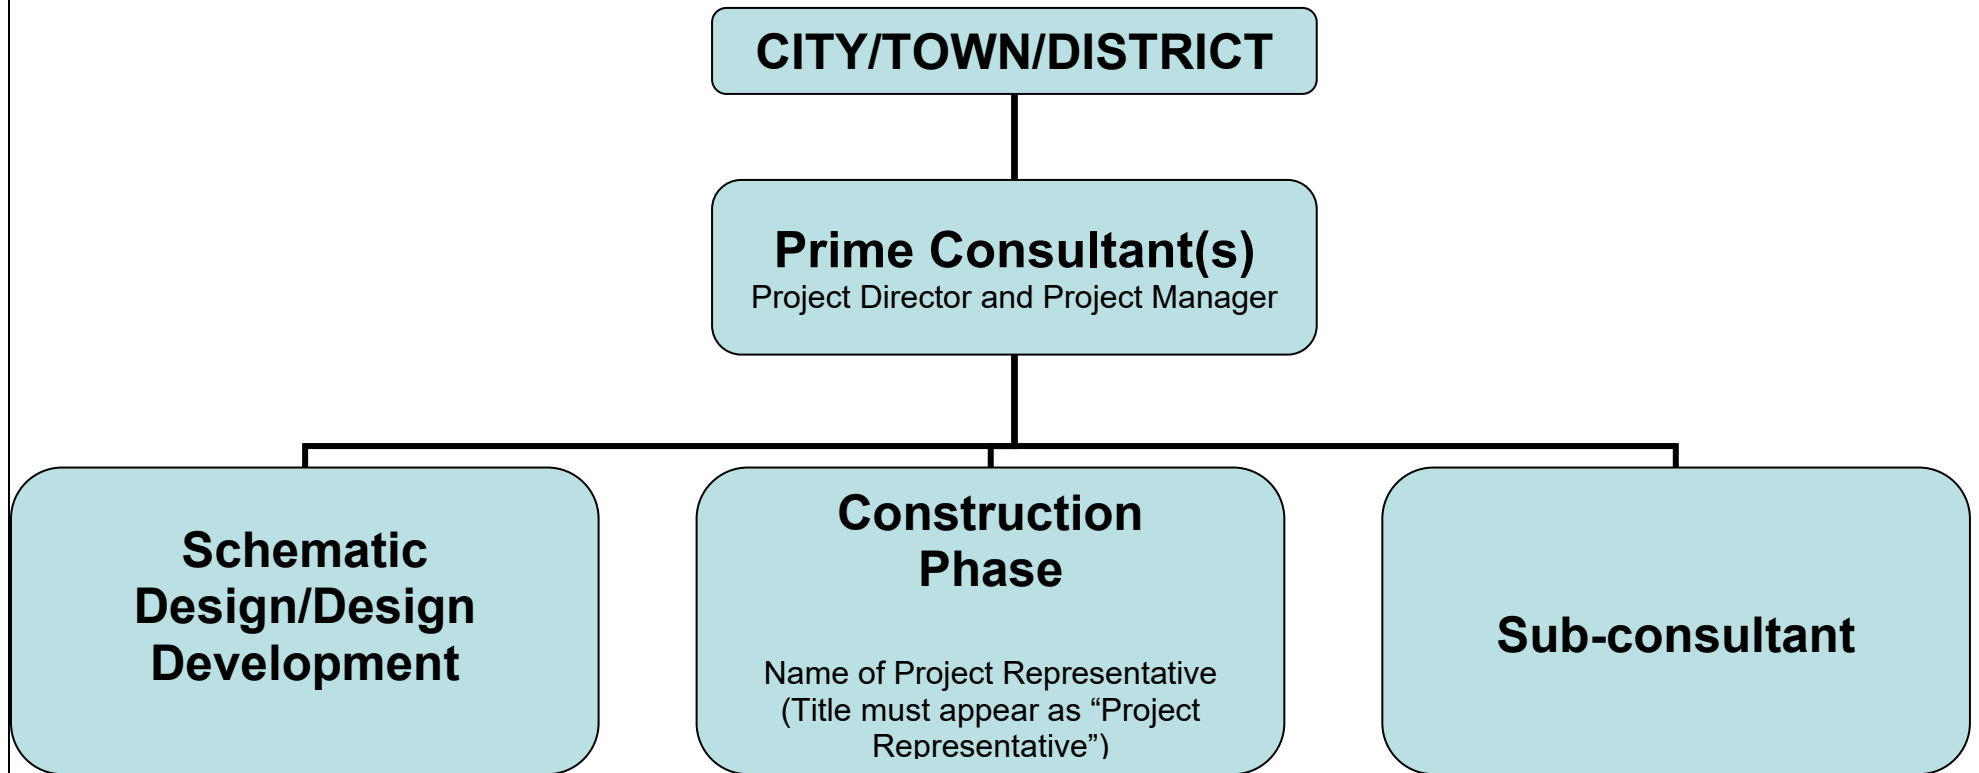 CITY/TOWN/DISTRICT
Prime Consultant(s)
Project Director and Project Manager
Schematic
Design/Design
Development
Construction
Phase
Name of Project Representative
(Title must appear as “Project
Representative”)
Sub-consultant